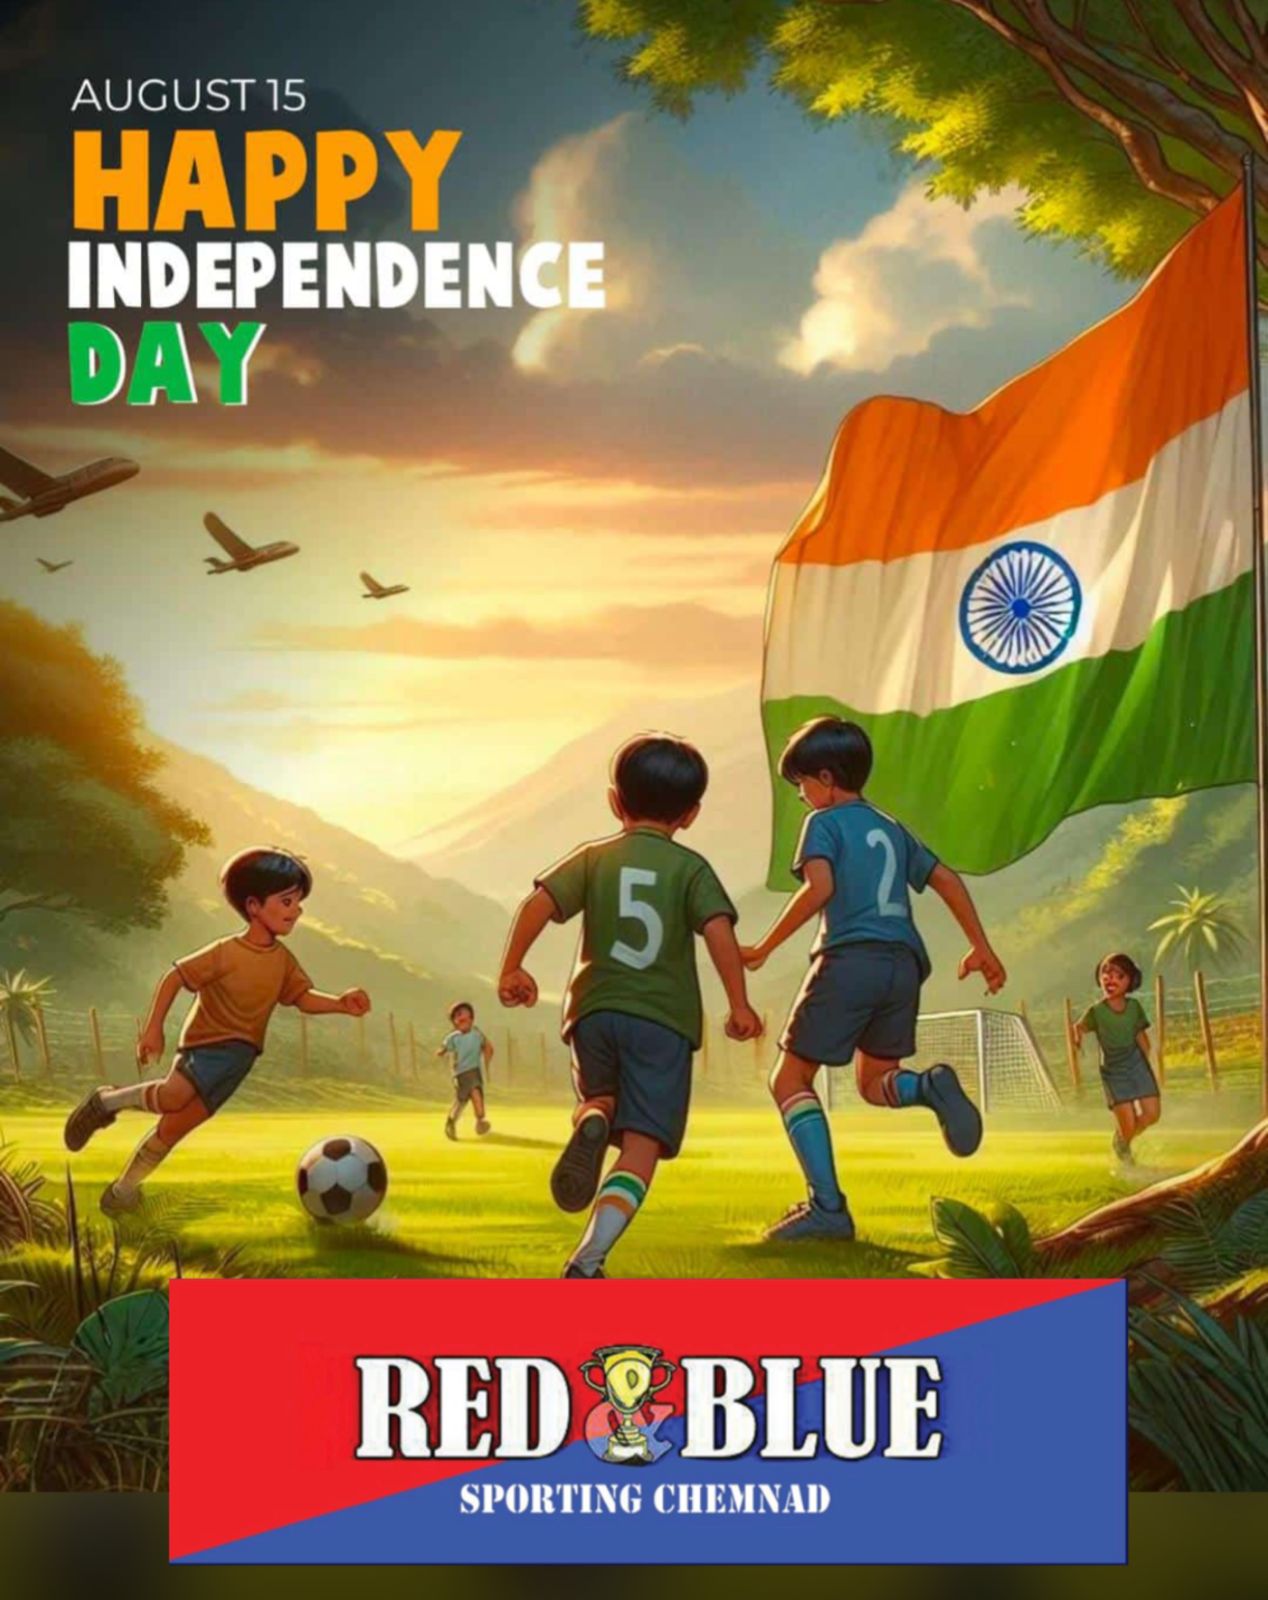 AUGUST 15
HAPPY
INDEPENDENCE
DAY
5
2
RED & BLUE
SPORTING CHEMNAD